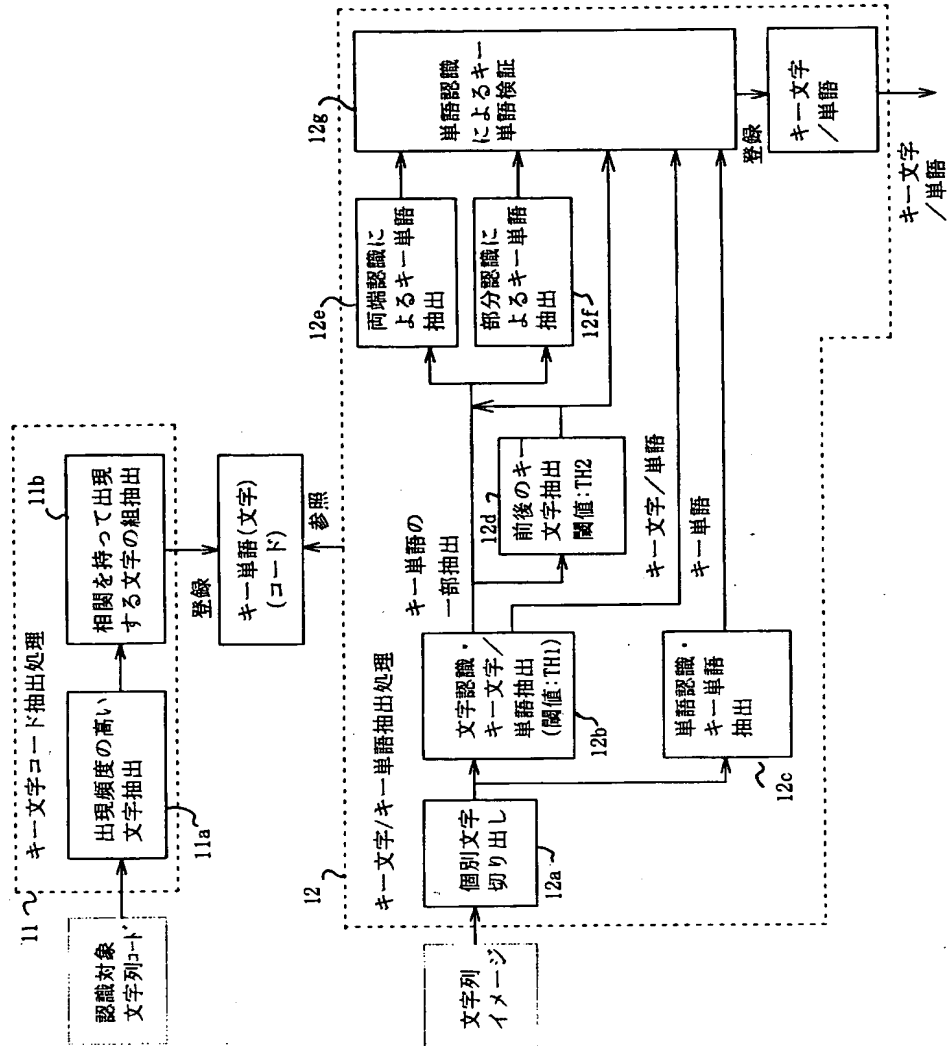 11
キー文字コード抽出処理
認識対象
文字列コード
出現頻度の高い
文字抽出
11a
相関を持って出現
する文字の組抽出
11b
登録
キー単語(文字)
(コード)
参照
12
キー文字/キー単語抽出処理
文字列
イメージ
個別文字
切り出し
12a
文字認識・
キー文字/
単語抽出
(閾値:TH1)
12b
単語認識・
キー単語
抽出
12c
キー単語の
一部抽出
12d
前後のキー
文字抽出
閾値:TH2
キー文字/単語
キー単語
12e
両端認識に
よるキー単語
抽出
部分認識に
よるキー単語
抽出
12f
12g
単語認識
によるキー
単語検証
登録
キー文字
/単語
キー文字
/単語